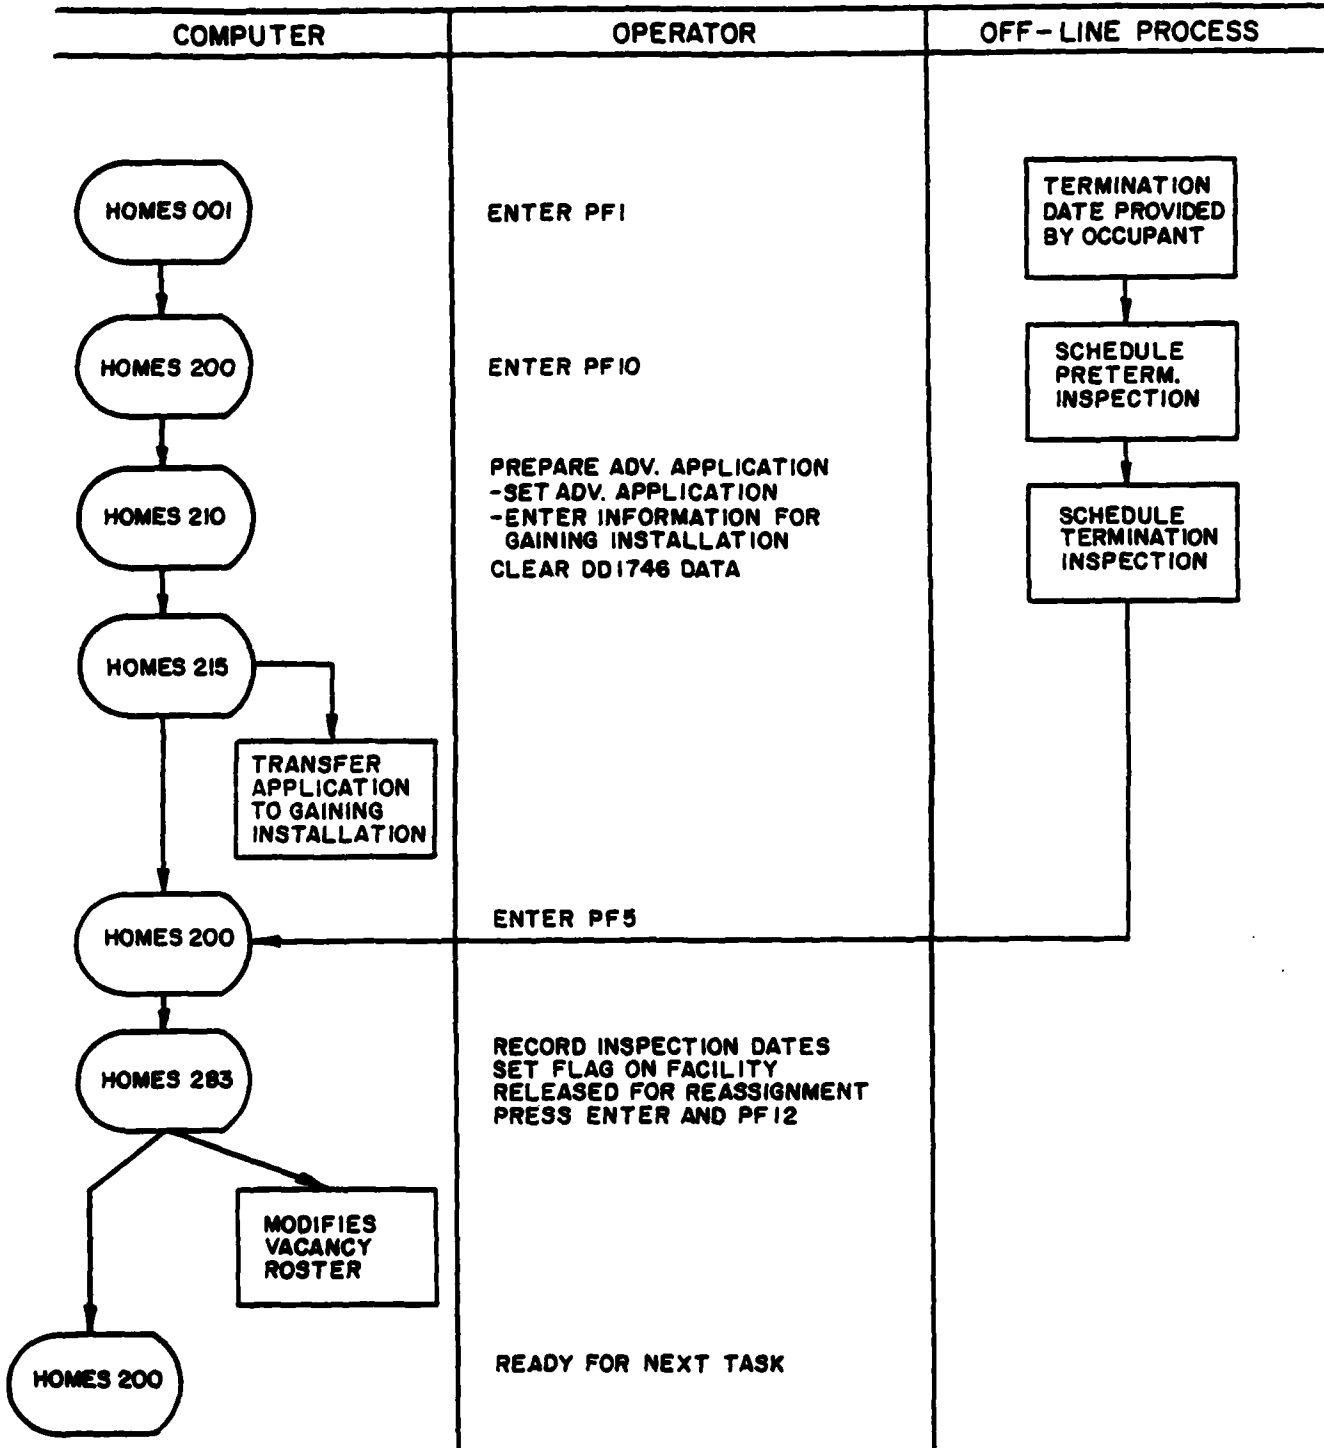 COMPUTER
OPERATOR
OFF-LINE PROCESS
HOMES 001
ENTER PF1
TERMINATION
DATE PROVIDED
BY OCCUPANT
HOMES 200
ENTER PF10
SCHEDULE
PRETERM.
INSPECTION
HOMES 210
PREPARE ADV. APPLICATION
-SET ADV. APPLICATION
-ENTER INFORMATION FOR
GAINING INSTALLATION
CLEAR DD1746 DATA
SCHEDULE
TERMINATION
INSPECTION
HOMES 215
TRANSFER
APPLICATION
TO GAINING
INSTALLATION
HOMES 200
ENTER PF5
HOMES 283
RECORD INSPECTION DATES
SET FLAG ON FACILITY
RELEASED FOR REASSIGNMENT
PRESS ENTER AND PF12
MODIFIES
VACANCY
ROSTER
HOMES 200
READY FOR NEXT TASK